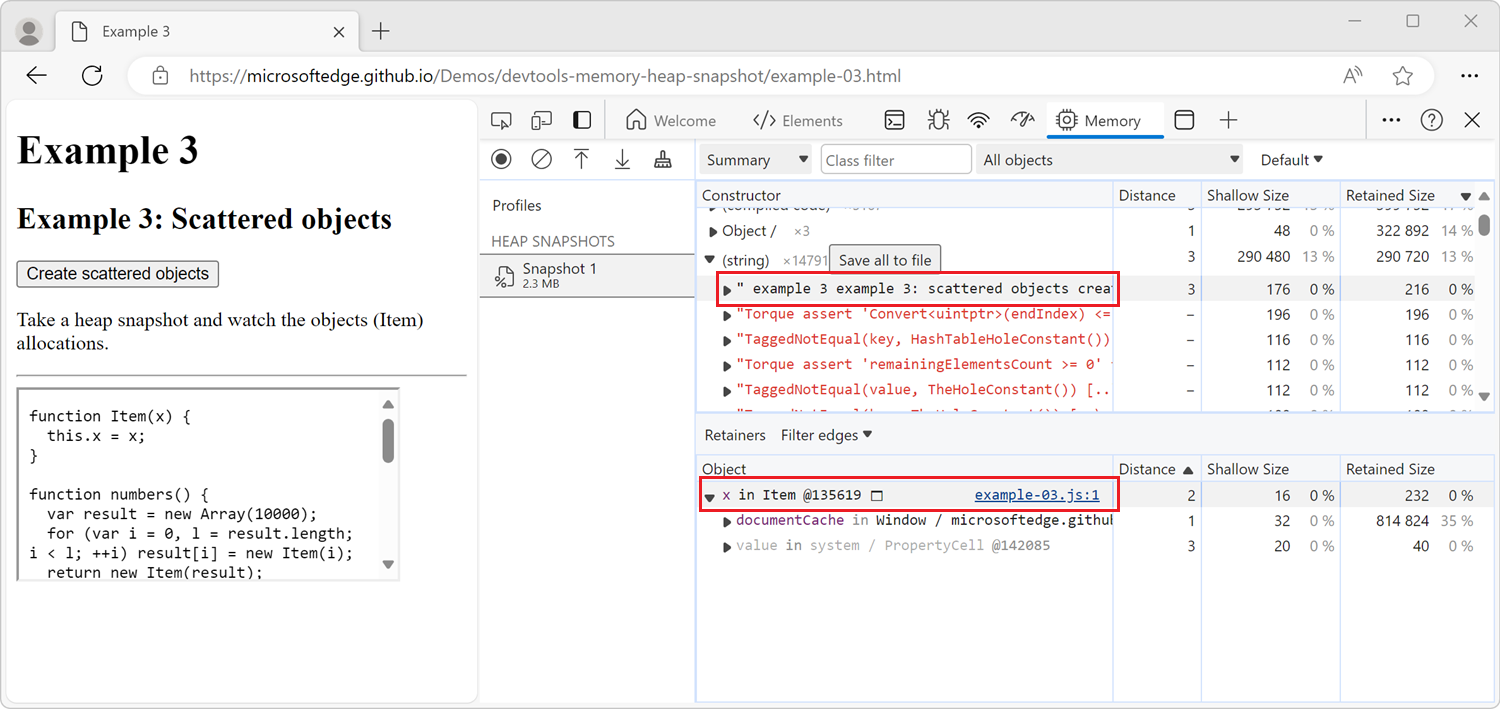 Example 3
https://microsoftedge.github.io/Demos/devtools-memory-heap-snapshot/example-03.html
Example 3
Example 3: Scattered objects
Create scattered objects
Take a heap snapshot and watch the objects (Item)
allocations.
function Item(x) {
this.x = x;
}
function numbers() {
var result = new Array(10000);
for (var i = 0, l = result.length;
i < l; ++i) result[i] = new Item(i);
return new Item(result);
Welcome
Elements
Memory
Profiles
HEAP SNAPSHOTS
Snapshot 1
2.3 MB
Summary
Class filter
All objects
Default
Constructor Distance Shallow Size Retained Size
(compiled code)
Object / ×3 1 48 0 % 322 892 14 %
(string) ×14791 Save all to file 3 290 480 13 % 290 720 13 %
" example 3 example 3: scattered objects crea 3 176 0 % 216 0 %
"Torque assert 'Convert<uintptr>(endIndex) <= – 196 0 % 196 0 %
"TaggedNotEqual(key, HashTableHoleConstant()) – 116 0 % 116 0 %
"Torque assert 'remainingElementsCount >= 0' – 112 0 % 112 0 %
"TaggedNotEqual(value, TheHoleConstant()) [.. – 112 0 % 112 0 %
Retainers Filter edges
Object Distance Shallow Size Retained Size
x in Item @135619 example-03.js:1 2 16 0 % 232 0 %
documentCache in Window / microsoftedge.githu 1 32 0 % 814 824 35 %
value in system / PropertyCell @142085 3 20 0 % 40 0 %